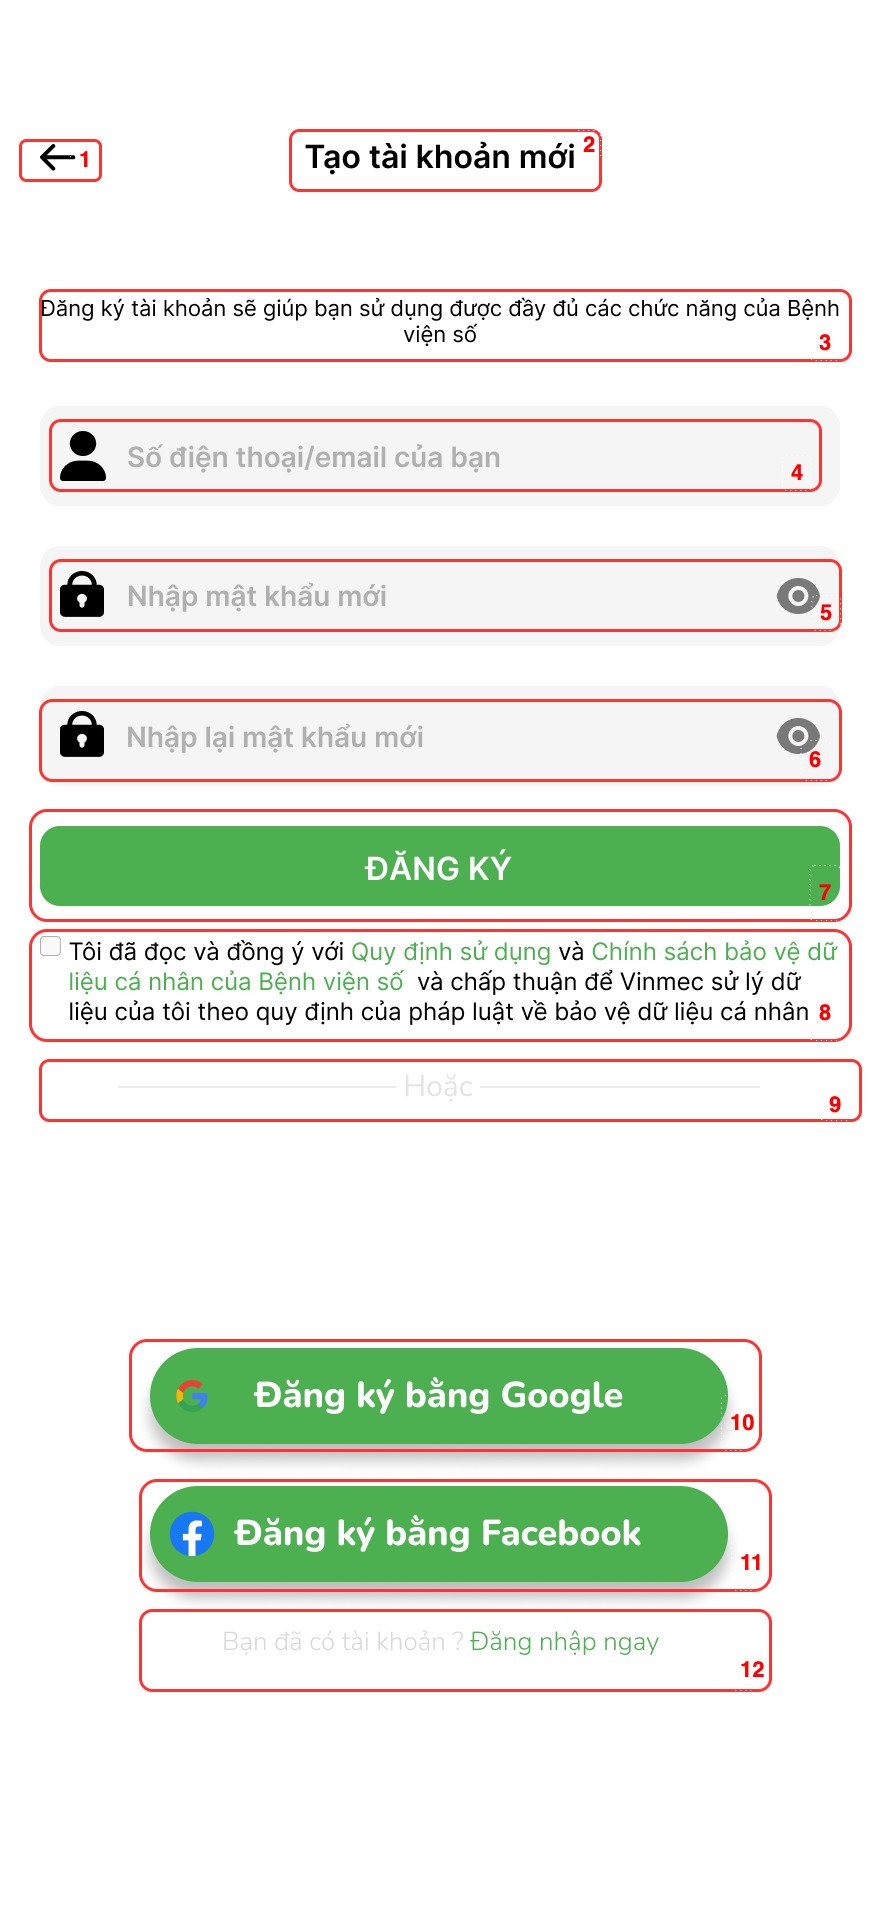 1
Tạo tài khoản mới 2
Đăng ký tài khoản sẽ giúp bạn sử dụng được đầy đủ các chức năng của Bệnh
viện số
3
Số điện thoại/email của bạn
4
Nhập mật khẩu mới
5
Nhập lại mật khẩu mới
6
ĐĂNG KÝ
7
Tôi đã đọc và đồng ý với Quy định sử dụng và Chính sách bảo vệ dữ
liệu cá nhân của Bệnh viện số và chấp thuận để Vinmec sử lý dữ
liệu của tôi theo quy định của pháp luật về bảo vệ dữ liệu cá nhân 8
Hoặc
9
Đăng ký bằng Google
10
Đăng ký bằng Facebook
11
Bạn đã có tài khoản ? Đăng nhập ngay
12